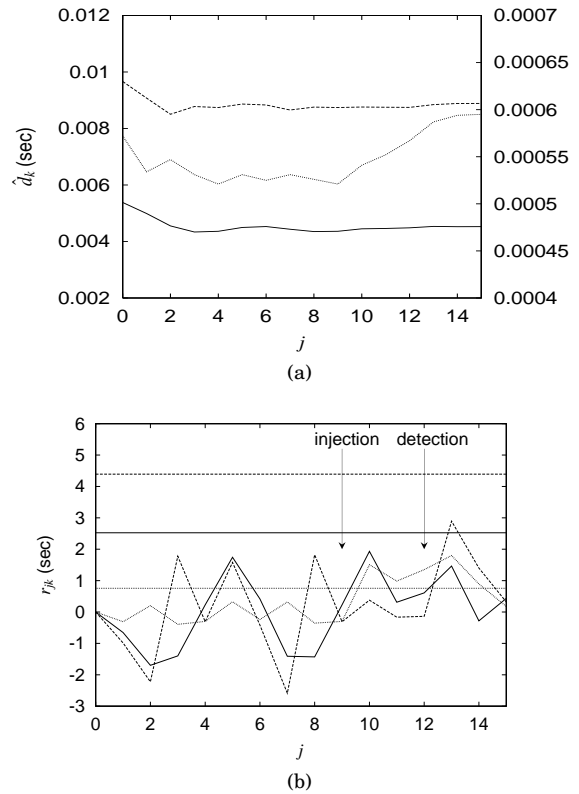 0.012
0.01
0.008
0.006
0.004
0.002
0.0007
0.00065
0.0006
0.00055
0.0005
0.00045
0.0004
d̂k (sec)
0 2 4 6 8 10 12 14
j
(a)
6
5
4
3
2
1
0
-1
-2
-3
rjk (sec)
injection detection
0 2 4 6 8 10 12 14
j
(b)